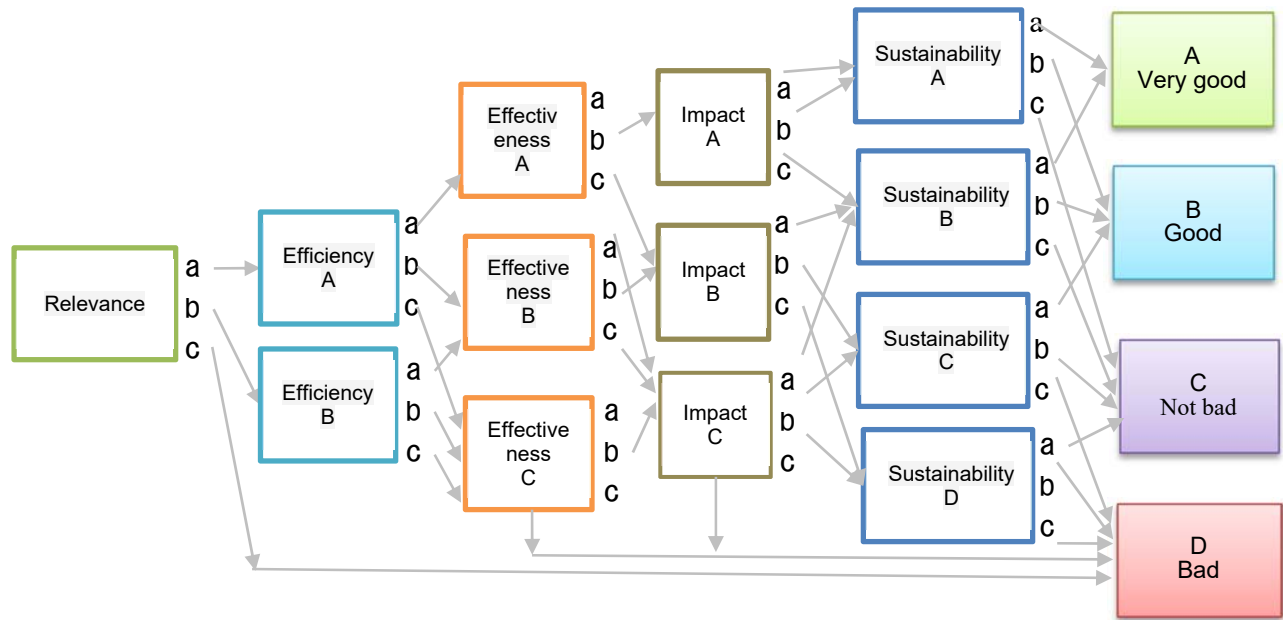 Relevance
a
b
c
Efficiency
A
a
b
c
Efficiency
B
a
b
c
Effectiv
eness
A
a
b
c
Effective
ness
B
a
b
c
Effective
ness
C
a
b
c
Impact
A
a
b
c
Impact
B
a
b
c
Impact
C
a
b
c
Sustainability
A
a
b
c
Sustainability
B
a
b
c
Sustainability
C
a
b
c
Sustainability
D
a
b
c
A
Very good
B
Good
C
Not bad
D
Bad